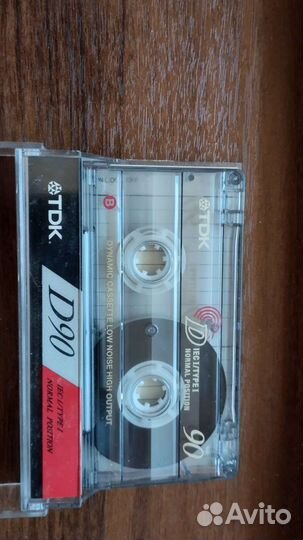 TDK
D90
IEC I/TYPE I
NORMAL POSITION
B
DYNAMIC CASSETTE LOW NOISE HIGH OUTPUT
TDK
D
IEC I/TYPE I
NORMAL POSITION
90
Avito